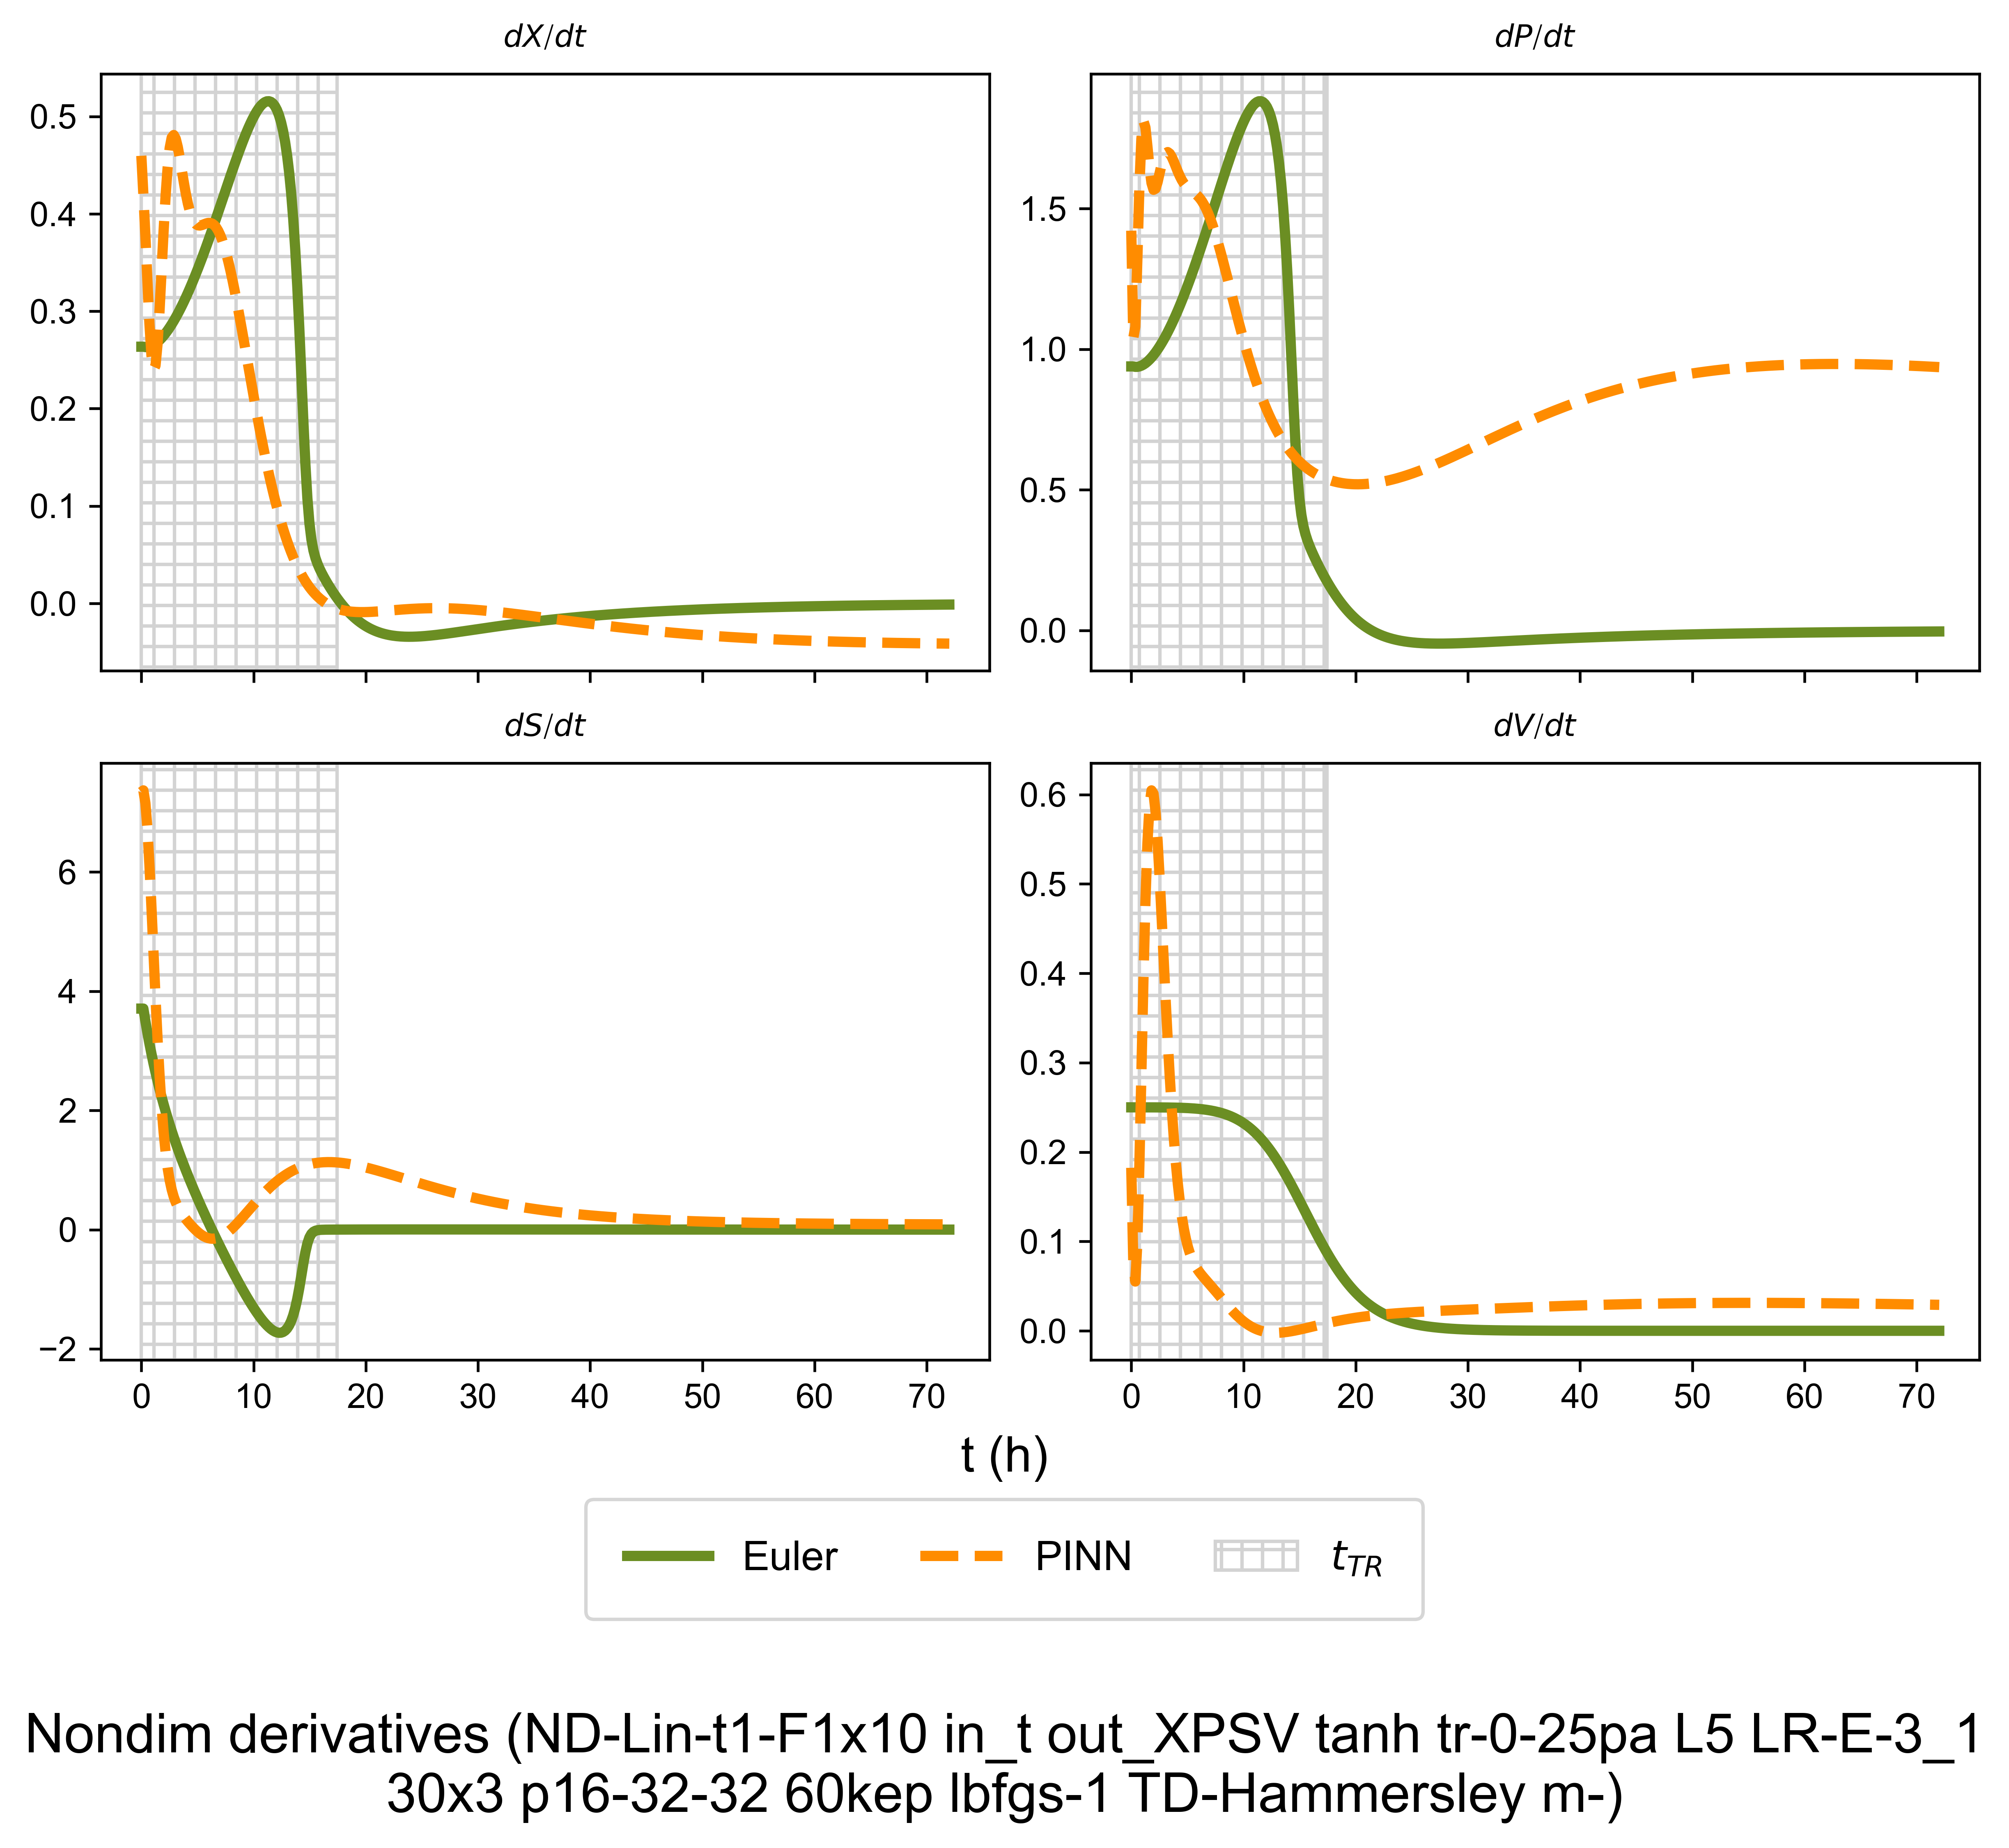 dX/dt
dP/dt
0.5
0.4
0.3
0.2
0.1
0.0
1.5
1.0
0.5
0.0
dS/dt
dV/dt
6
4
2
0
−2
0 10 20 30 40 50 60 70
0.6
0.5
0.4
0.3
0.2
0.1
0.0
0 10 20 30 40 50 60 70
t (h)
Euler PINN t_TR
Nondim derivatives (ND-Lin-t1-F1x10 in_t out_XPSV tanh tr-0-25pa L5 LR-E-3_1
30x3 p16-32-32 60kep lbfgs-1 TD-Hammersley m-)